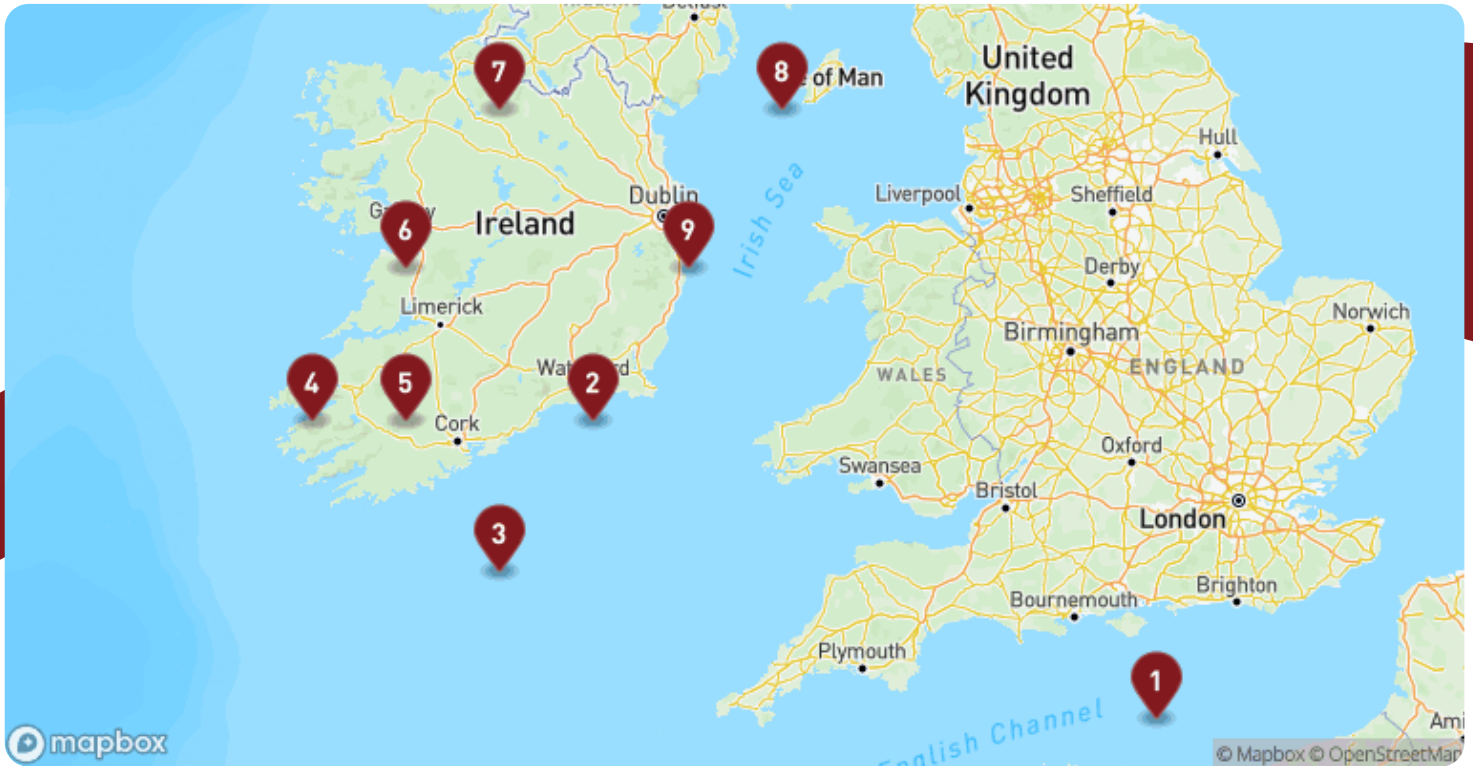 Belfast
7
8
of Man
United
Kingdom
Hull
Dublin
Liverpool
Sheffield
6
Ireland
9
Irish Sea
Derby
Limerick
Norwich
Birmingham
4
5
2
WALES
ENGLAND
Cork
Oxford
Swansea
Bristol
London
3
Brighton
Bournemouth
Plymouth
1
English Channel
Ami
mapbox
© Mapbox © OpenStreetMap